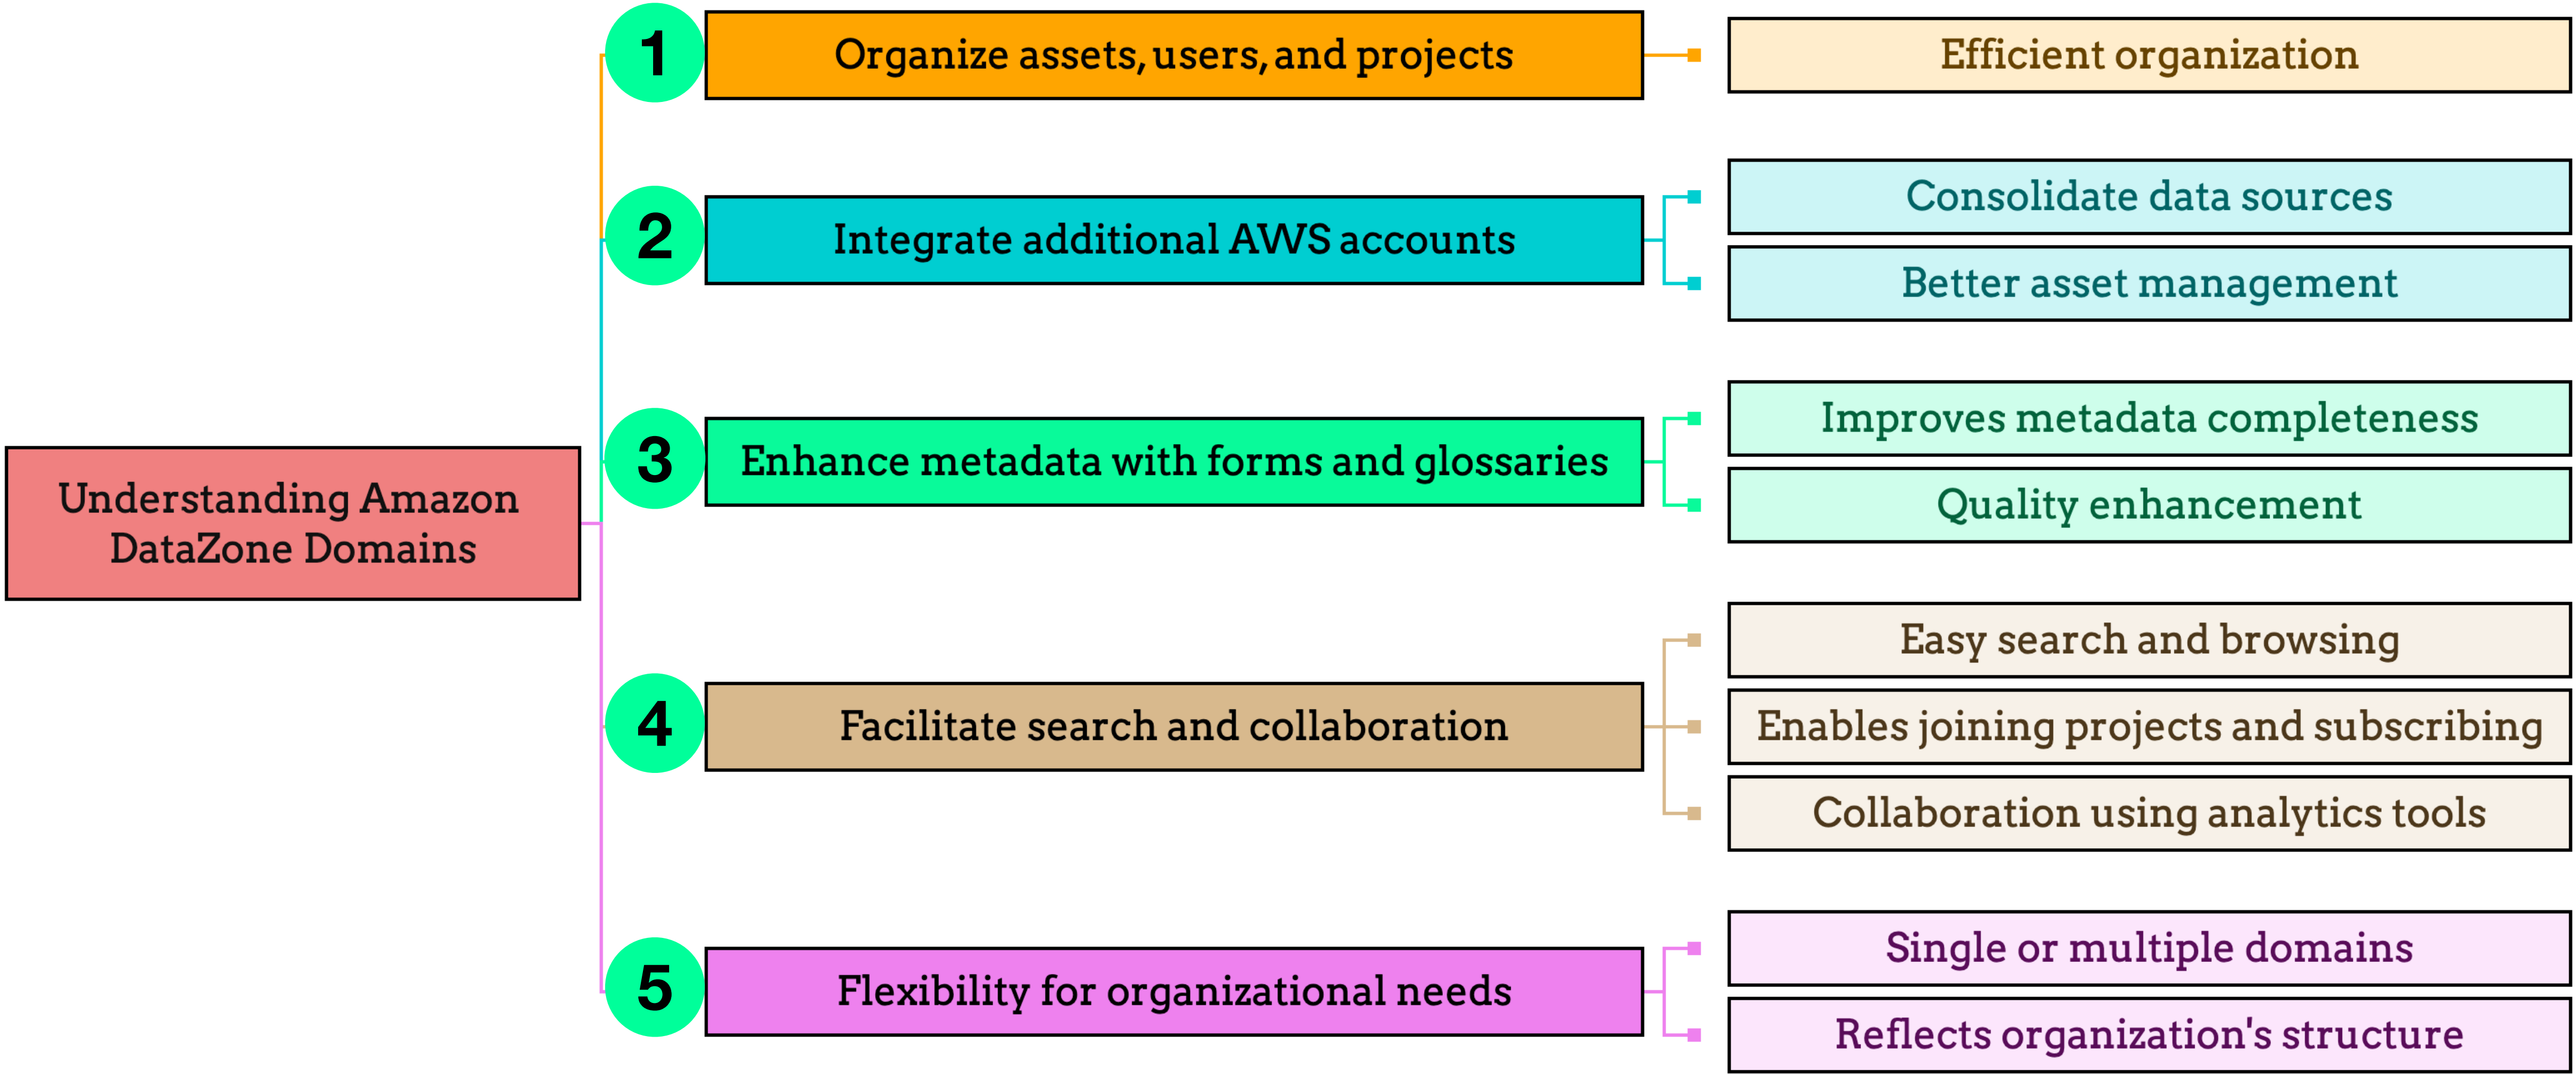 1
Organize assets, users, and projects
Efficient organization
2
Integrate additional AWS accounts
Consolidate data sources
Better asset management
Understanding Amazon
DataZone Domains
3
Enhance metadata with forms and glossaries
Improves metadata completeness
Quality enhancement
4
Facilitate search and collaboration
Easy search and browsing
Enables joining projects and subscribing
Collaboration using analytics tools
5
Flexibility for organizational needs
Single or multiple domains
Reflects organization's structure